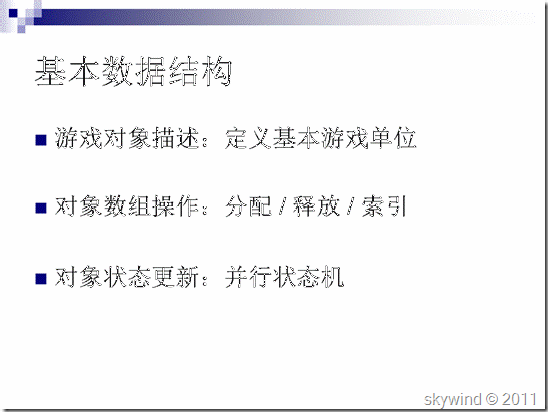 基本数据结构
游戏对象描述：定义基本游戏单位
对象数组操作：分配 / 释放 / 索引
对象状态更新：并行状态机
skywind © 2011